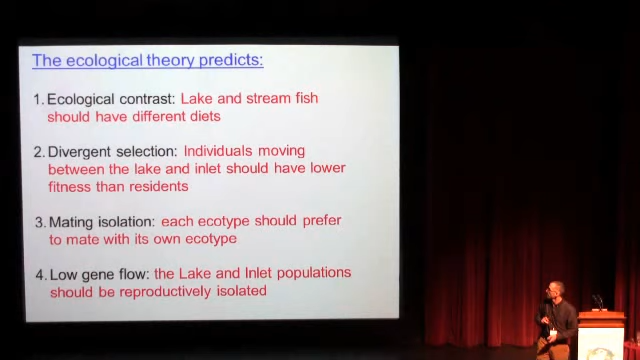 The ecological theory predicts:
1. Ecological contrast: Lake and stream fish
should have different diets
2. Divergent selection: Individuals moving
between the lake and inlet should have lower
fitness than residents
3. Mating isolation: each ecotype should prefer
to mate with its own ecotype
4. Low gene flow: the Lake and Inlet populations
should be reproductively isolated